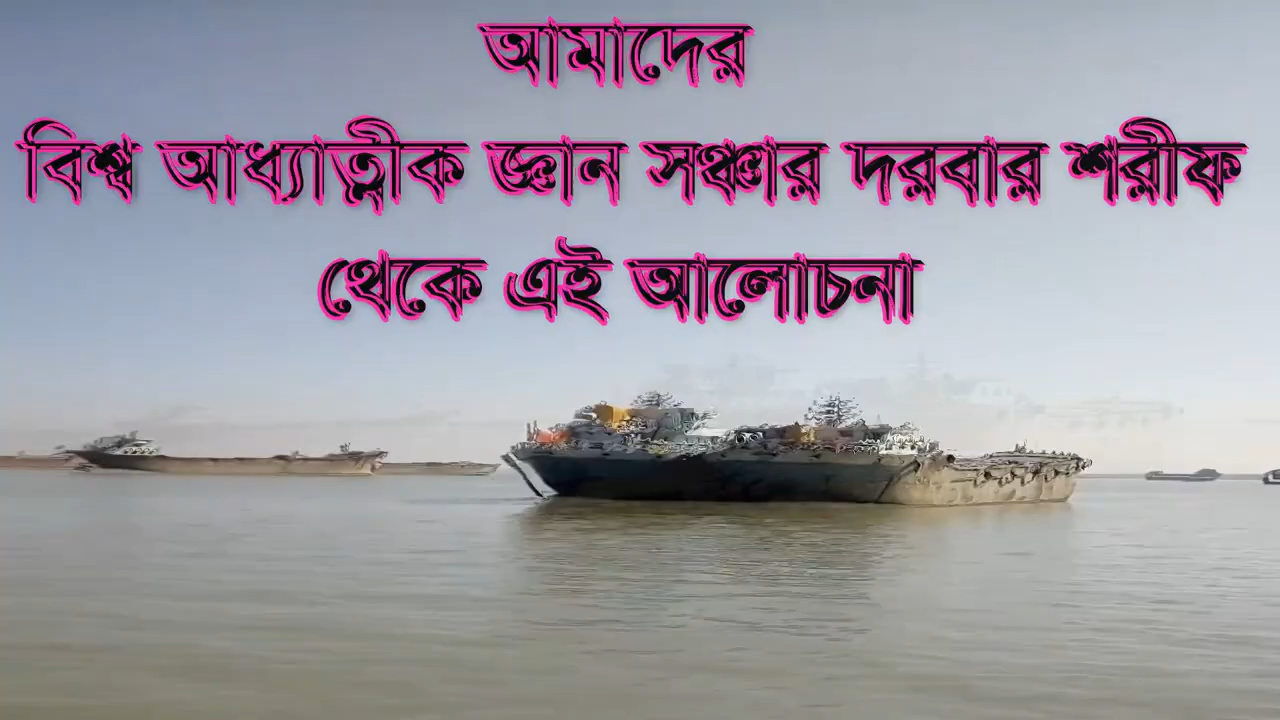 আমাদের
বিশ্ব আধ্যাত্নীক জ্ঞান সঞ্চার দরবার শরীফ
থেকে এই আলোচনা